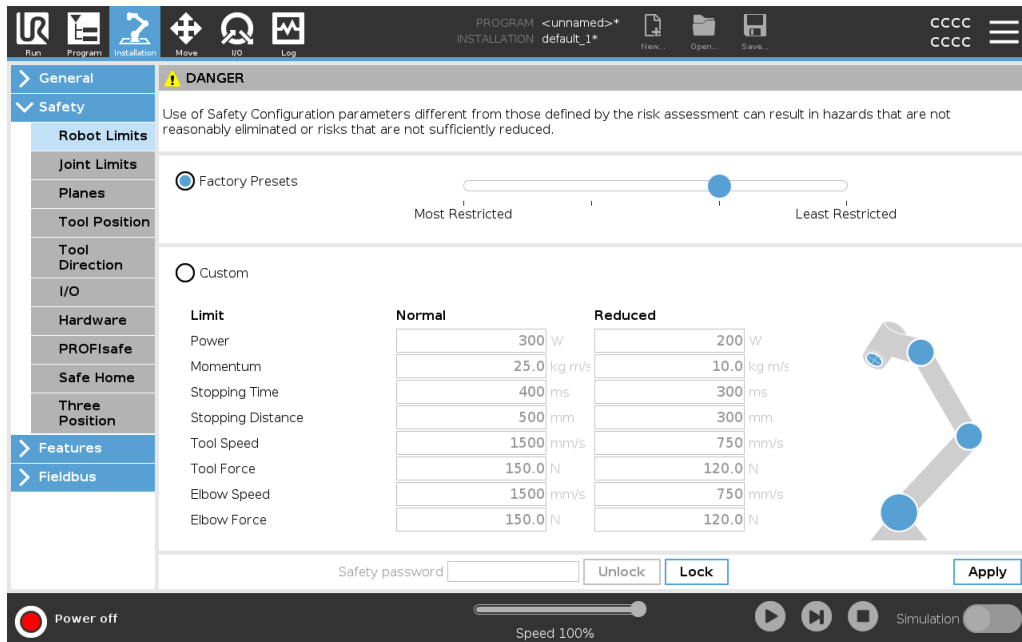 UR
Run
Program
Installation
Move
I/O
Log
PROGRAM <unnamed>*
INSTALLATION default_1*
New...
Open...
Save...
CCCC
CCCC
General
Safety
Robot Limits
Joint Limits
Planes
Tool Position
Tool
Direction
I/O
Hardware
PROFIsafe
Safe Home
Three
Position
Features
Fieldbus
DANGER
Use of Safety Configuration parameters different from those defined by the risk assessment can result in hazards that are not
reasonably eliminated or risks that are not sufficiently reduced.
Factory Presets
Most Restricted Least Restricted
Custom
Limit Normal Reduced
Power 300 W 200 W
Momentum 25.0 kg m/s 10.0 kg m/s
Stopping Time 400 ms 300 ms
Stopping Distance 500 mm 300 mm
Tool Speed 1500 mm/s 750 mm/s
Tool Force 150.0 N 120.0 N
Elbow Speed 1500 mm/s 750 mm/s
Elbow Force 150.0 N 120.0 N
Safety password Unlock Lock Apply
Power off
Speed 100%
Simulation